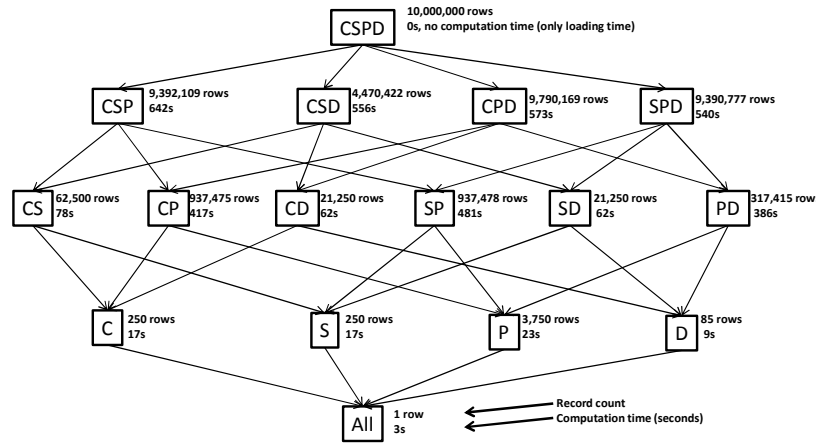 CSPD
10,000,000 rows
0s, no computation time (only loading time)
CSP
9,392,109 rows
642s
CSD
4,470,422 rows
556s
CPD
9,790,169 rows
573s
SPD
9,390,777 rows
540s
CS
62,500 rows
78s
CP
937,475 rows
417s
CD
21,250 rows
62s
SP
937,478 rows
481s
SD
21,250 rows
62s
PD
317,415 row
386s
C
250 rows
17s
S
250 rows
17s
P
3,750 rows
23s
D
85 rows
9s
All
1 row
3s
Record count
Computation time (seconds)